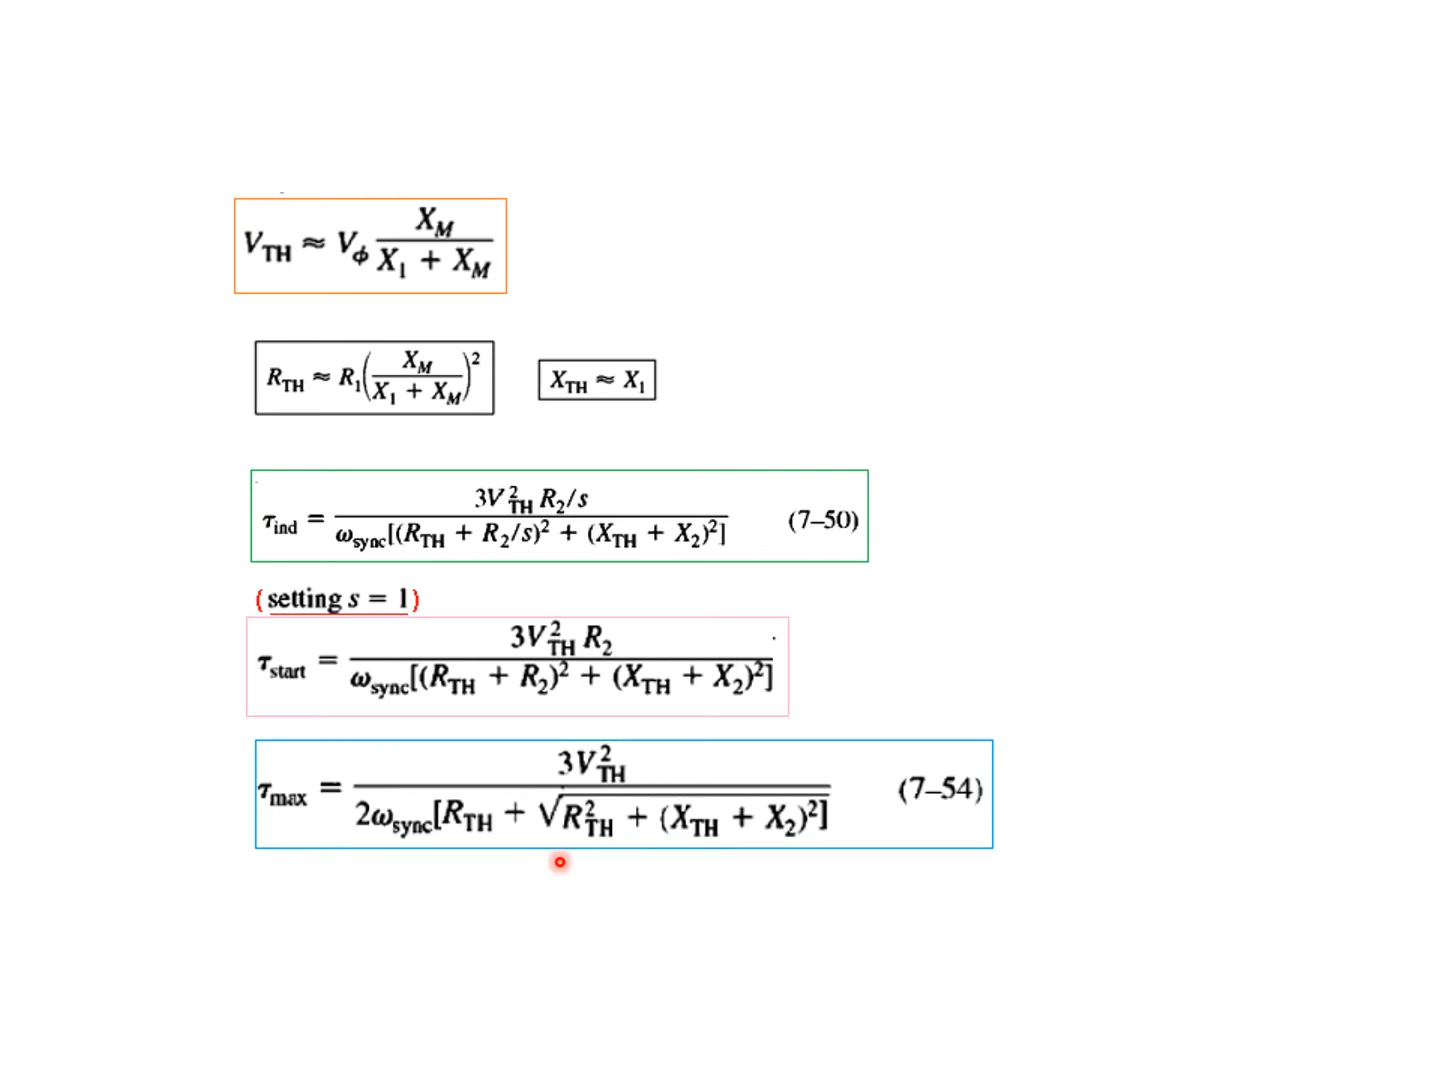 V_TH ≈ V_ϕ X_M / (X_1 + X_M)
R_TH ≈ R_1 (X_M / (X_1 + X_M))^2
X_TH ≈ X_1
τ_ind = 3V_TH^2 R_2/s / ω_sync[(R_TH + R_2/s)^2 + (X_TH + X_2)^2] (7–50)
(setting s = 1)
τ_start = 3V_TH^2 R_2 / ω_sync[(R_TH + R_2)^2 + (X_TH + X_2)^2]
τ_max = 3V_TH^2 / 2ω_sync[R_TH + √(R_TH^2 + (X_TH + X_2)^2)] (7–54)